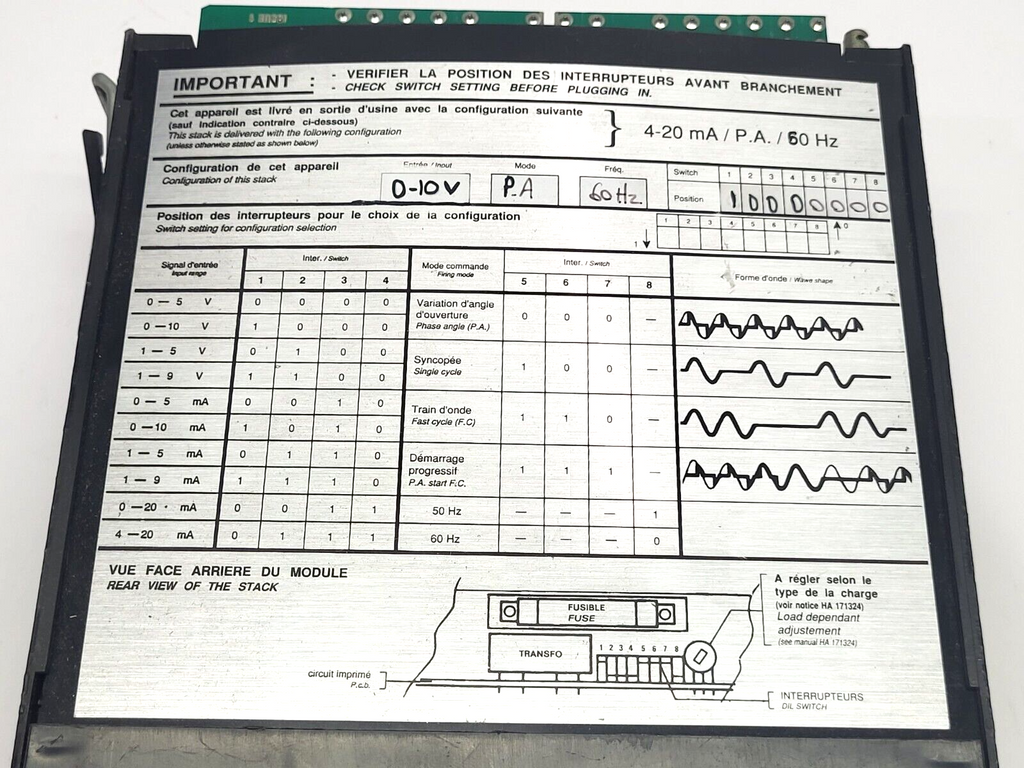 IMPORTANT : - VERIFIER LA POSITION DES INTERRUPTEURS AVANT BRANCHEMENT
- CHECK SWITCH SETTING BEFORE PLUGGING IN.
Cet appareil est livré en sortie d'usine avec la configuration suivante
(sauf indication contraire ci-dessous)
This stack is delivered with the following configuration
(unless otherwise stated as shown below)
} 4-20 mA / P.A. / 60 Hz
Configuration de cet appareil
Configuration of this stack
Entrée / Input Mode Fréq.
0-10 V P.A 60 Hz.
Switch 1 2 3 4 5 6 7 8
Position 1 0 0 0 0 0 0 0
Position des interrupteurs pour le choix de la configuration
Switch setting for configuration selection
1 2 3 4 5 6 7 8
1 0
Signal d'entrée
Input range
Inter. / Switch
1 2 3 4
Mode commande
Firing mode
Inter. / Switch
5 6 7 8
Forme d'onde / Wave shape
0 — 5 V 0 0 0 0
0 — 10 V 1 0 0 0
1 — 5 V 0 1 0 0
1 — 9 V 1 1 0 0
0 — 5 mA 0 0 1 0
0 — 10 mA 1 0 1 0
1 — 5 mA 0 1 1 0
1 — 9 mA 1 1 1 0
0 — 20 mA 0 0 1 1
4 — 20 mA 0 1 1 1
Variation d'angle
d'ouverture
Phase angle (P.A.)
0 0 0 —
Syncopée
Single cycle
1 0 0 —
Train d'onde
Fast cycle (F.C)
1 1 0 —
Démarrage
progressif
P.A. start F.C.
1 1 1 —
50 Hz — — — 1
60 Hz — — — 0
VUE FACE ARRIERE DU MODULE
REAR VIEW OF THE STACK
FUSIBLE
FUSE
TRANSFO
1 2 3 4 5 6 7 8
circuit imprimé
P.c.b.
A régler selon le
type de la charge
(voir notice HA 171324)
Load dependant
adjustement
(see manual HA 171324)
INTERRUPTEURS
DIL SWITCH